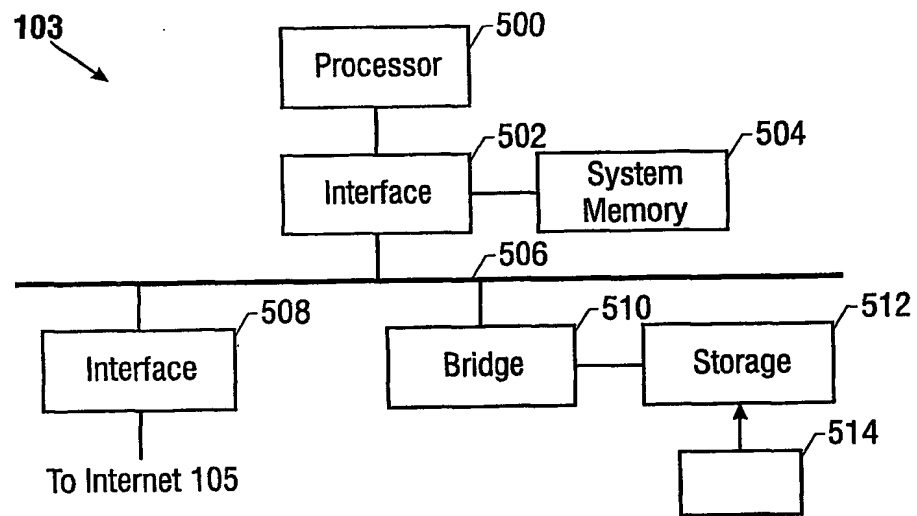 103
500
Processor
502
Interface
504
System
Memory
506
508
Interface
510
Bridge
512
Storage
514
To Internet 105